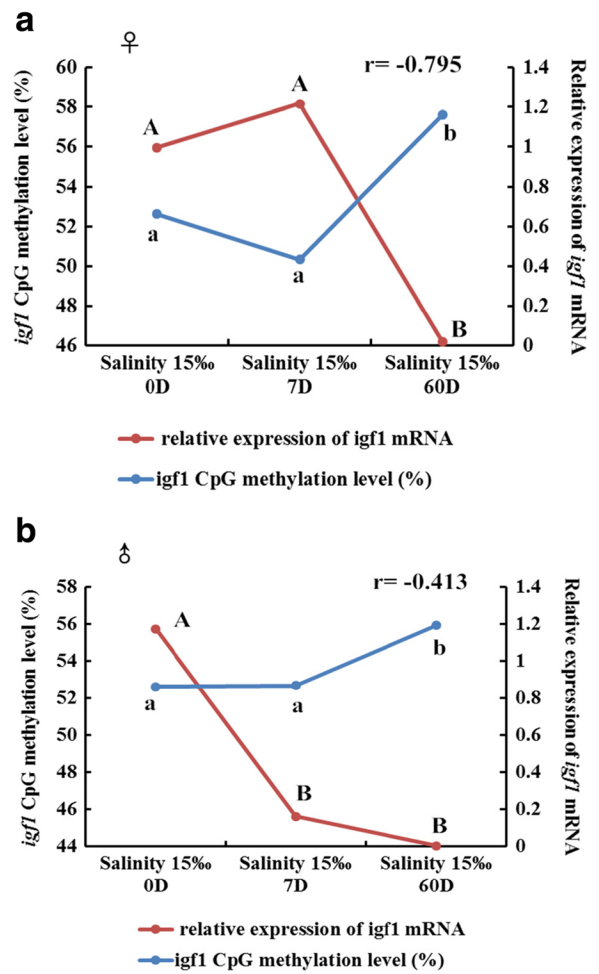 a
♀
r= -0.795
igf1 CpG methylation level (%)
60
58
56
54
52
50
48
46
1.4
1.2
1
0.8
0.6
0.4
0.2
0
Relative expression of igf1 mRNA
A
A
B
a
a
b
Salinity 15‰ Salinity 15‰ Salinity 15‰
0D 7D 60D
relative expression of igf1 mRNA
igf1 CpG methylation level (%)
b
♂
r= -0.413
igf1 CpG methylation level (%)
58
56
54
52
50
48
46
44
1.4
1.2
1
0.8
0.6
0.4
0.2
0
Relative expression of igf1 mRNA
A
B
B
a
a
b
Salinity 15‰ Salinity 15‰ Salinity 15‰
0D 7D 60D
relative expression of igf1 mRNA
igf1 CpG methylation level (%)